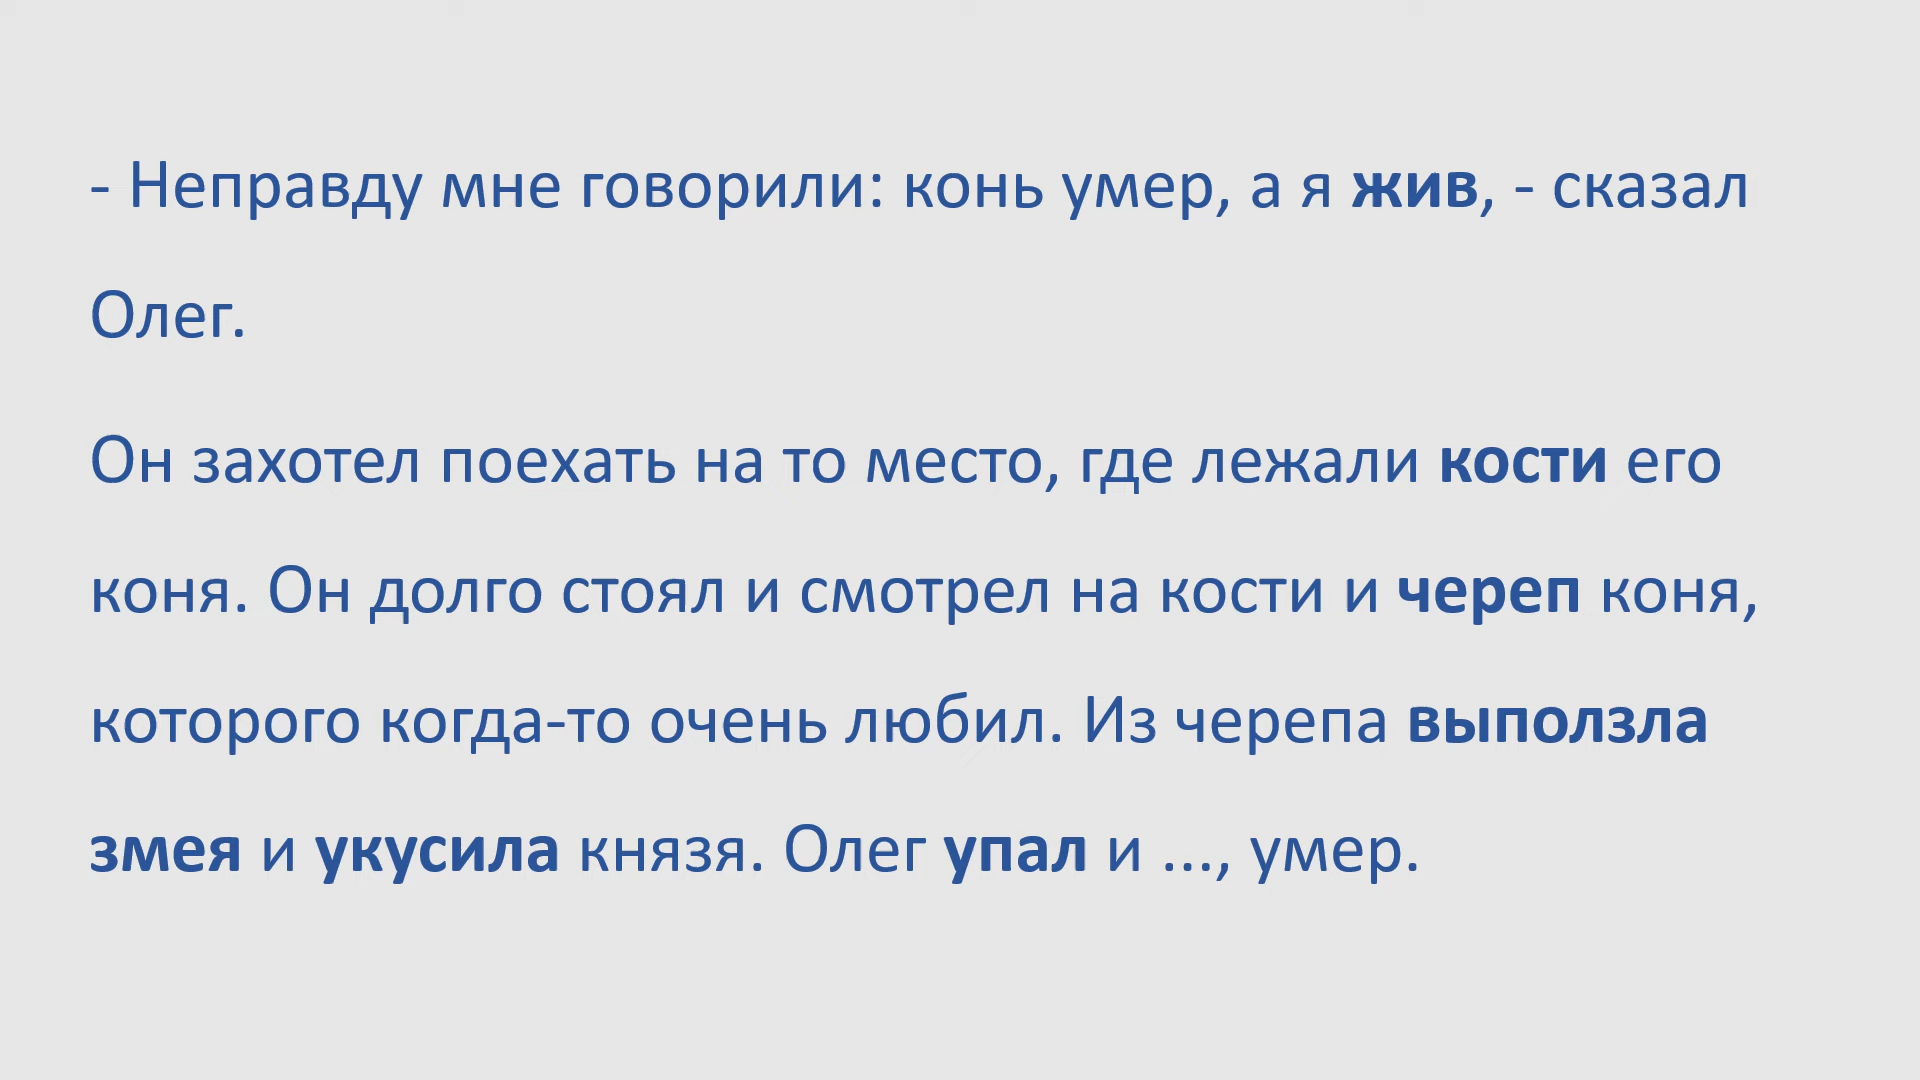 - Неправду мне говорили: конь умер, а я жив, - сказал
Олег.
Он захотел поехать на то место, где лежали кости его
коня. Он долго стоял и смотрел на кости и череп коня,
которого когда-то очень любил. Из черепа выползла
змея и укусила князя. Олег упал и ..., умер.